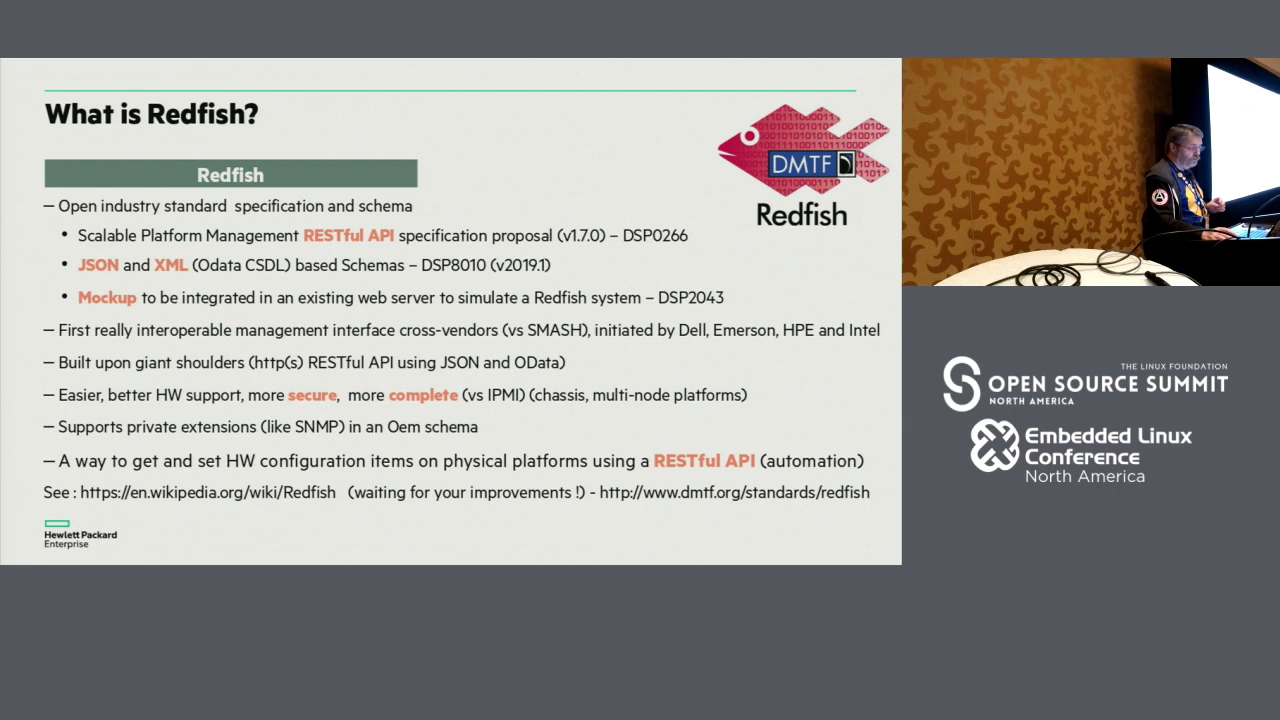 What is Redfish?
Redfish
– Open industry standard specification and schema
• Scalable Platform Management RESTful API specification proposal (v1.7.0) – DSP0266
• JSON and XML (Odata CSDL) based Schemas – DSP8010 (v2019.1)
• Mockup to be integrated in an existing web server to simulate a Redfish system – DSP2043
– First really interoperable management interface cross-vendors (vs SMASH), initiated by Dell, Emerson, HPE and Intel
– Built upon giant shoulders (http(s) RESTful API using JSON and OData)
– Easier, better HW support, more secure, more complete (vs IPMI) (chassis, multi-node platforms)
– Supports private extensions (like SNMP) in an Oem schema
– A way to get and set HW configuration items on physical platforms using a RESTful API (automation)
See : https://en.wikipedia.org/wiki/Redfish (waiting for your improvements !) - http://www.dmtf.org/standards/redfish
Hewlett Packard
Enterprise
DMTF
Redfish
THE LINUX FOUNDATION
OPEN SOURCE SUMMIT
NORTH AMERICA
Embedded Linux
Conference
North America